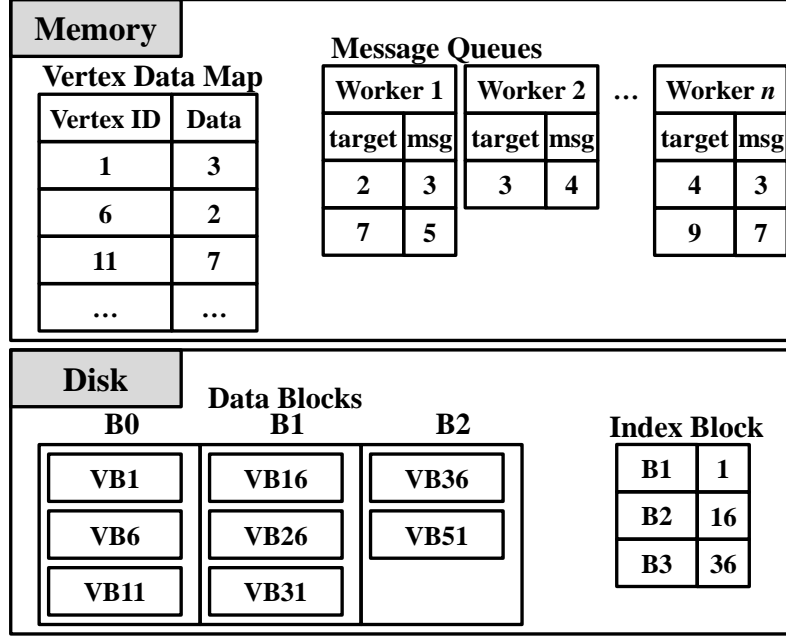 Memory
Vertex Data Map
Vertex ID Data
1 3
6 2
11 7
... ...
Message Queues
Worker 1 Worker 2 ... Worker n
target msg target msg target msg
2 3 3 4 4 3
7 5 9 7
Disk
Data Blocks
B0 B1 B2
VB1 VB16 VB36
VB6 VB26 VB51
VB11 VB31
Index Block
B1 1
B2 16
B3 36